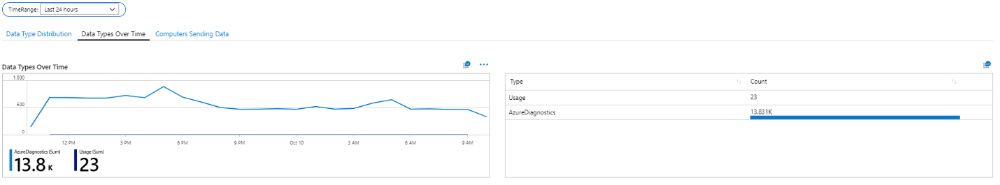 TimeRange: Last 24 hours
Data Type Distribution Data Types Over Time Computers Sending Data
Data Types Over Time
1,000
500
0
12 PM 3 PM 6 PM 9 PM Oct 10 3 AM 6 AM 9 AM
AzureDiagnostics (Sum) Usage (Sum)
13.8 K 23
Type Count
Usage 23
AzureDiagnostics 13.831K